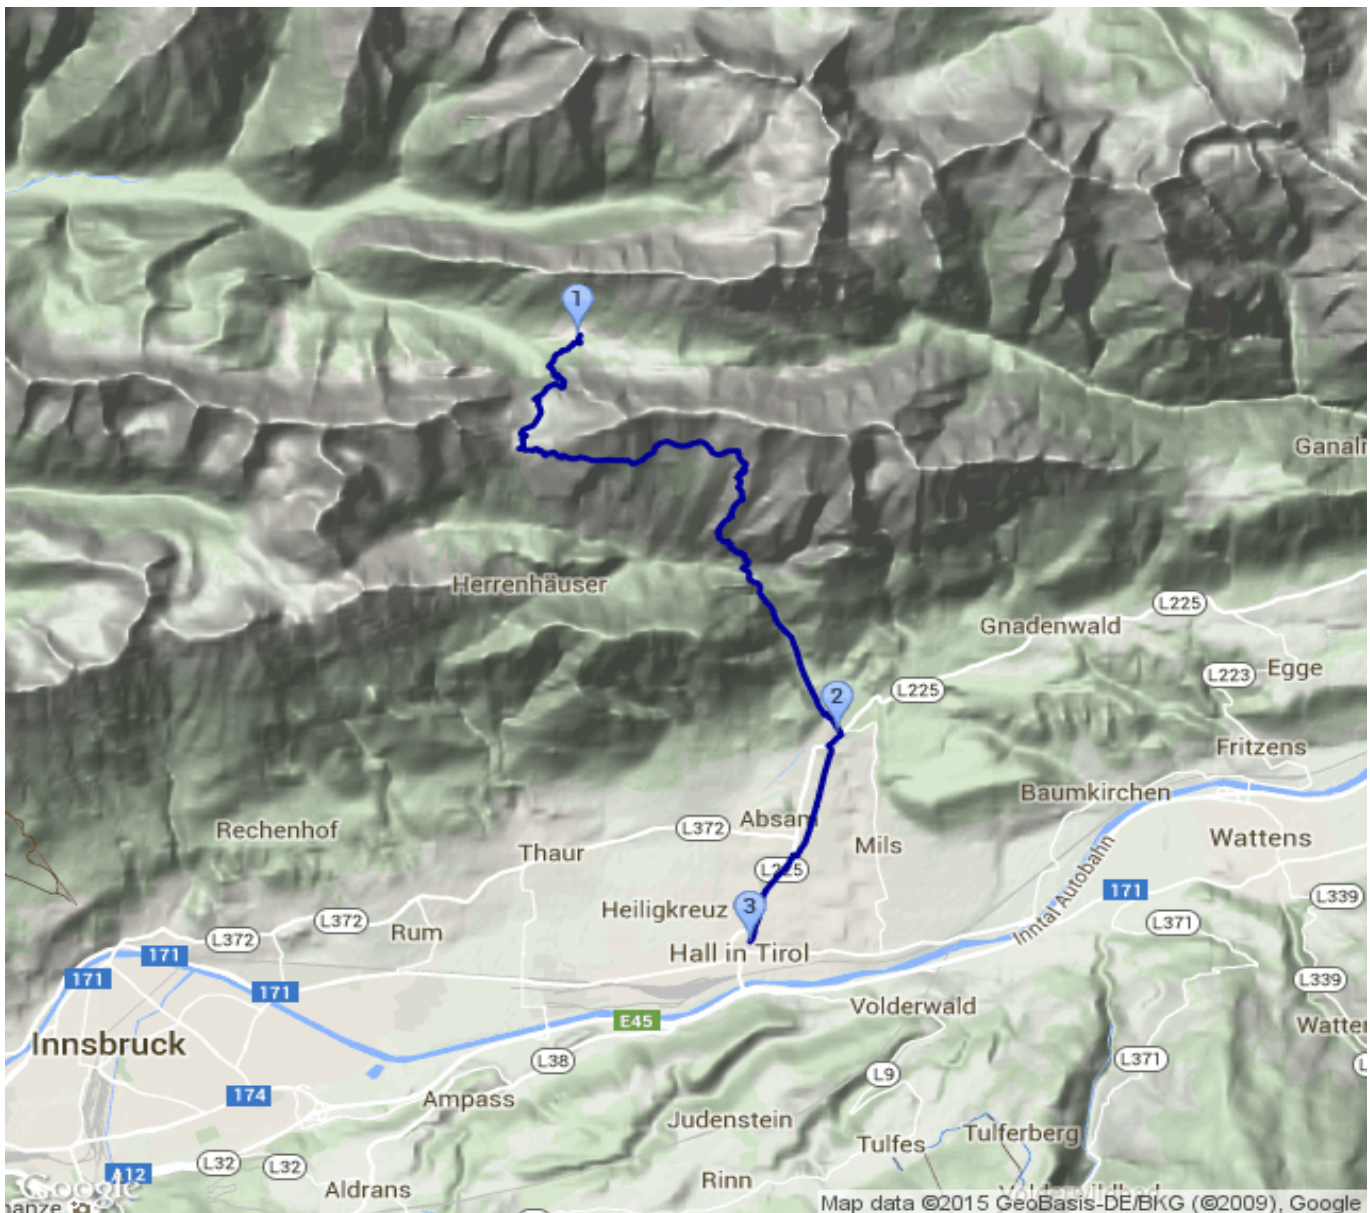 1
Ganalr
Herrenhäuser
L225
Gnadenwald
Egge
L223
L225
2
Fritzens
Baumkirchen
Rechenhof
L372
Absam
Wattens
Thaur
Mils
L225
Inntal Autobahn
171
L339
3
Heiligkreuz
L372
L372
Rum
L371
171
171
Hall in Tirol
L339
171
E45
Volderwald
Watter
Innsbruck
L38
L371
L9
174
Ampass
Judenstein
Tulfes
Tulferberg
L32
L32
A12
Rinn
Aldrans
Google
Map data ©2015 GeoBasis-DE/BKG (©2009), Google